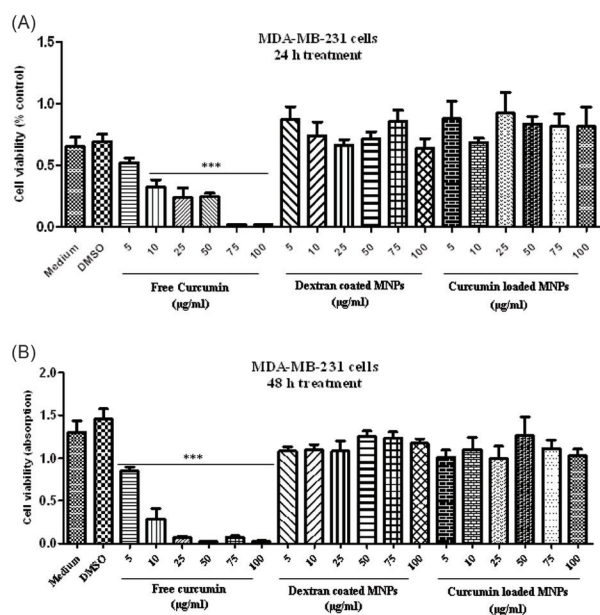 (A)
MDA-MB-231 cells
24 h treatment
Cell viability (% control)
1.5
1.0
0.5
0.0
***
Medium DMSO 5 10 25 50 75 100 5 10 25 50 75 100 5 10 25 50 75 100
Free Curcumin Dextran coated MNPs Curcumin loaded MNPs
(µg/ml) (µg/ml) (µg/ml)
(B)
MDA-MB-231 cells
48 h treatment
Cell viability (absorption)
2.0
1.5
1.0
0.5
0.0
***
Medium DMSO 5 10 25 50 75 100 5 10 25 50 75 100 5 10 25 50 75 100
Free curcumin Dextran coated MNPs Curcumin loaded MNPs
(µg/ml) (µg/ml) (µg/ml)